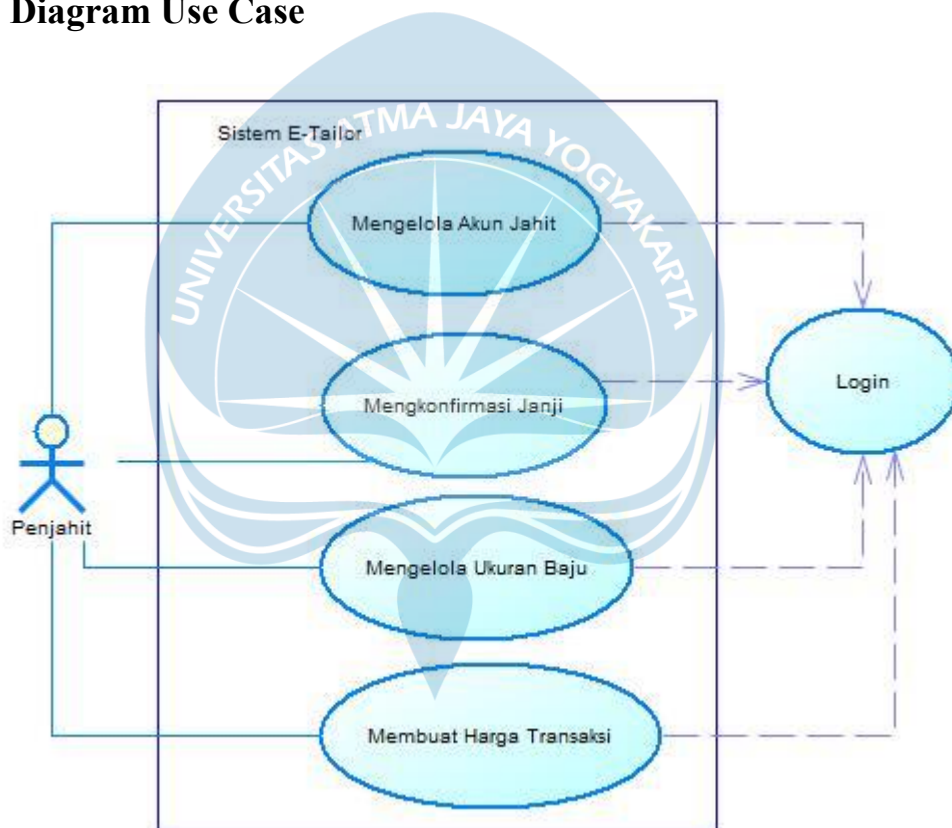 Diagram Use Case
Sistem E-Tailor
UNIVERSITAS ATMA JAYA YOGYAKARTA
Mengelola Akun Jahit
Login
Mengkonfirmasi Janji
Penjahit
Mengelola Ukuran Baju
Membuat Harga Transaksi